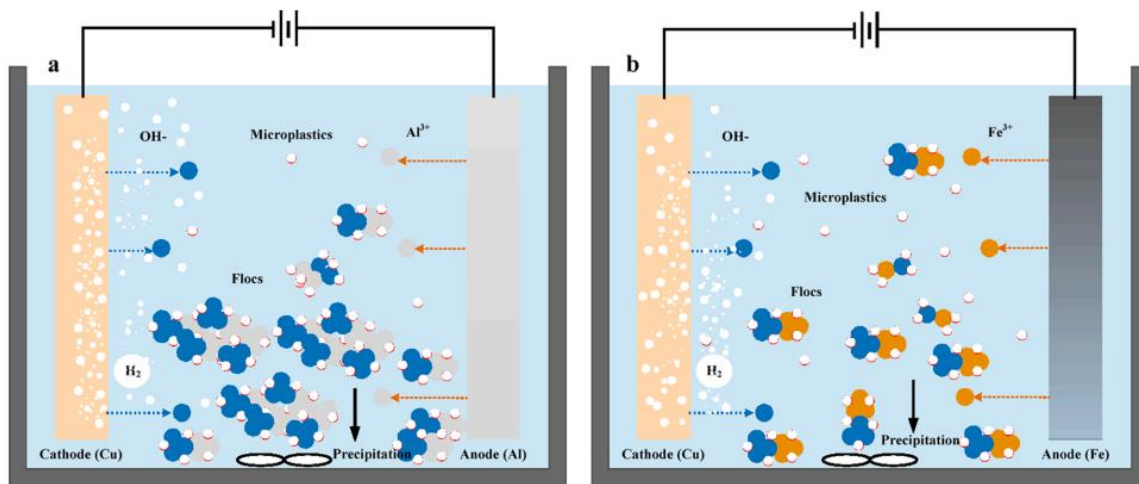 a
OH-
Microplastics
Al³⁺
Flocs
H₂
Cathode (Cu)
Precipitation
Anode (Al)
b
OH-
Fe³⁺
Microplastics
Flocs
H₂
Cathode (Cu)
Precipitation
Anode (Fe)